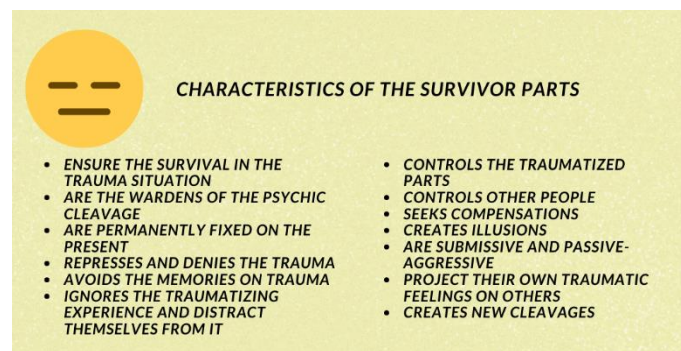 CHARACTERISTICS OF THE SURVIVOR PARTS
• ENSURE THE SURVIVAL IN THE
TRAUMA SITUATION
• ARE THE WARDENS OF THE PSYCHIC
CLEAVAGE
• ARE PERMANENTLY FIXED ON THE
PRESENT
• REPRESSES AND DENIES THE TRAUMA
• AVOIDS THE MEMORIES ON TRAUMA
• IGNORES THE TRAUMATIZING
EXPERIENCE AND DISTRACT
THEMSELVES FROM IT
• CONTROLS THE TRAUMATIZED
PARTS
• CONTROLS OTHER PEOPLE
• SEEKS COMPENSATIONS
• CREATES ILLUSIONS
• ARE SUBMISSIVE AND PASSIVE-
AGGRESSIVE
• PROJECT THEIR OWN TRAUMATIC
FEELINGS ON OTHERS
• CREATES NEW CLEAVAGES